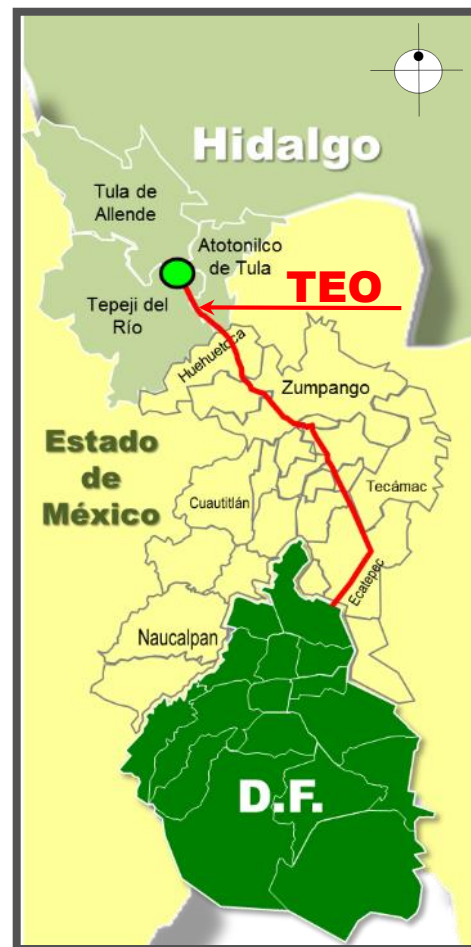 Hidalgo
Tula de
Allende
Atotonilco
de Tula
TEO
Tepeji del
Río
Huehuetoca
Zumpango
Estado
de
México
Tecámac
Cuautitlán
Ecatepec
Naucalpan
D.F.